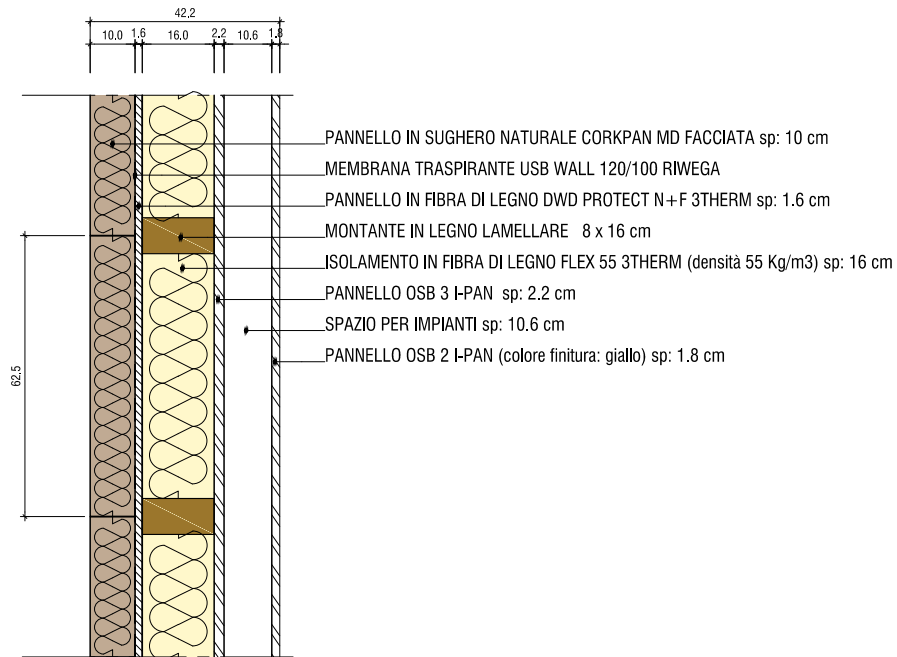 42.2
10.0 1.6 16.0 2.2 10.6 1.8
PANNELLO IN SUGHERO NATURALE CORKPAN MD FACCIATA sp: 10 cm
MEMBRANA TRASPIRANTE USB WALL 120/100 RIWEGA
PANNELLO IN FIBRA DI LEGNO DWD PROTECT N+F 3THERM sp: 1.6 cm
MONTANTE IN LEGNO LAMELLARE 8 x 16 cm
ISOLAMENTO IN FIBRA DI LEGNO FLEX 55 3THERM (densità 55 Kg/m3) sp: 16 cm
PANNELLO OSB 3 I-PAN sp: 2.2 cm
SPAZIO PER IMPIANTI sp: 10.6 cm
PANNELLO OSB 2 I-PAN (colore finitura: giallo) sp: 1.8 cm
62.5